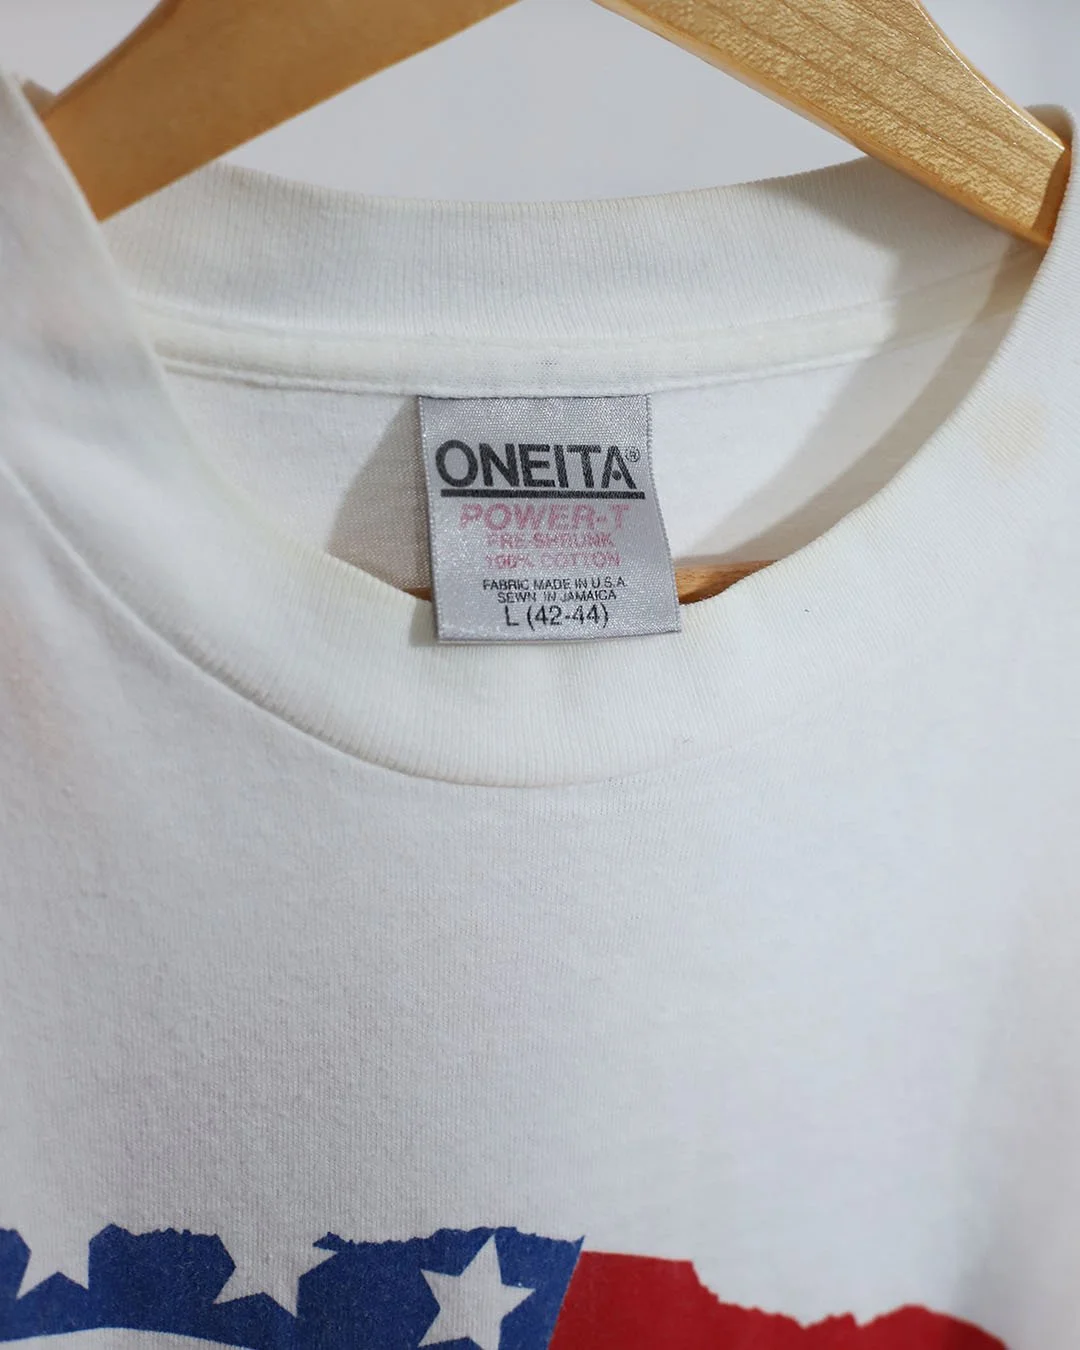 ONEITA®
POWER-T
PRE-SHRUNK
100% COTTON
FABRIC MADE IN U.S.A.
SEWN IN JAMAICA
L (42-44)